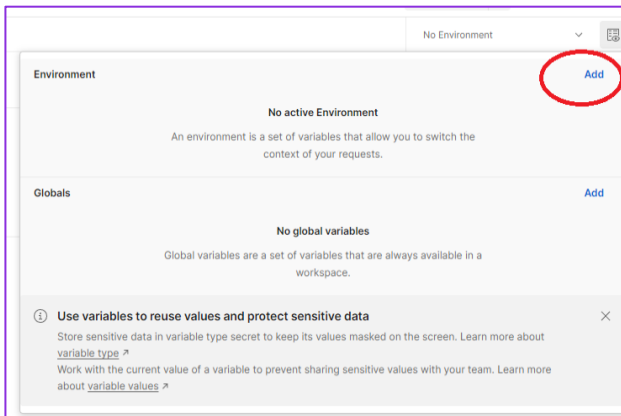 No Environment
Environment Add
No active Environment
An environment is a set of variables that allow you to switch the
context of your requests.
Globals Add
No global variables
Global variables are a set of variables that are always available in a
workspace.
Use variables to reuse values and protect sensitive data
Store sensitive data in variable type secret to keep its values masked on the screen. Learn more about
variable type ↗
Work with the current value of a variable to prevent sharing sensitive values with your team. Learn more
about variable values ↗